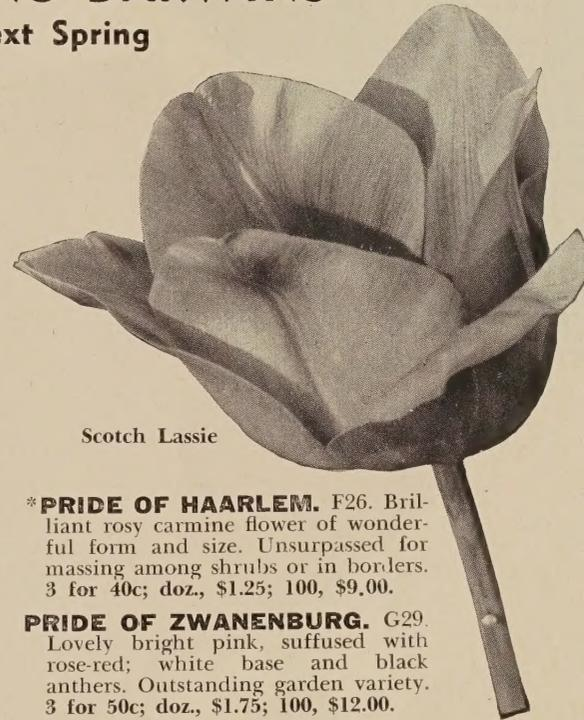 ext Spring
Scotch Lassie
*PRIDE OF HAARLEM. F26. Bril-
liant rosy carmine flower of wonder-
ful form and size. Unsurpassed for
massing among shrubs or in borders.
3 for 40c; doz., $1.25; 100, $9.00.
PRIDE OF ZWANENBURG. G29.
Lovely bright pink, suffused with
rose-red; white base and black
anthers. Outstanding garden variety.
3 for 50c; doz., $1.75; 100, $12.00.